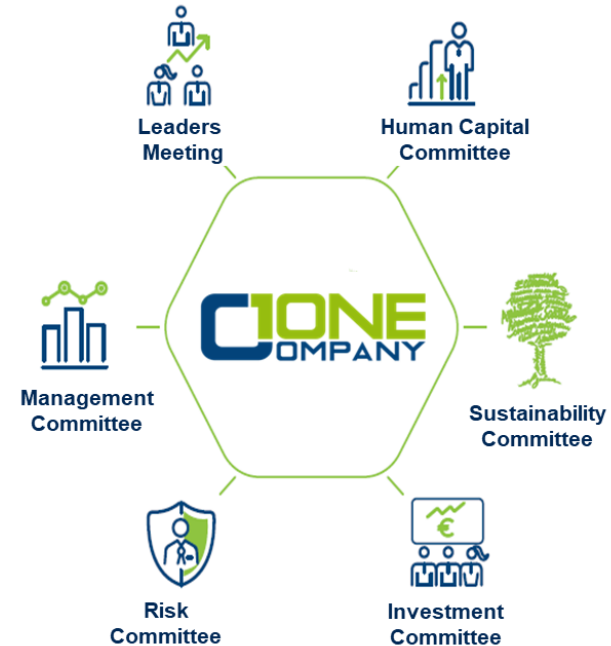 Leaders
Meeting
Human Capital
Committee
ONE
COMPANY
Management
Committee
Sustainability
Committee
€
Risk
Committee
Investment
Committee